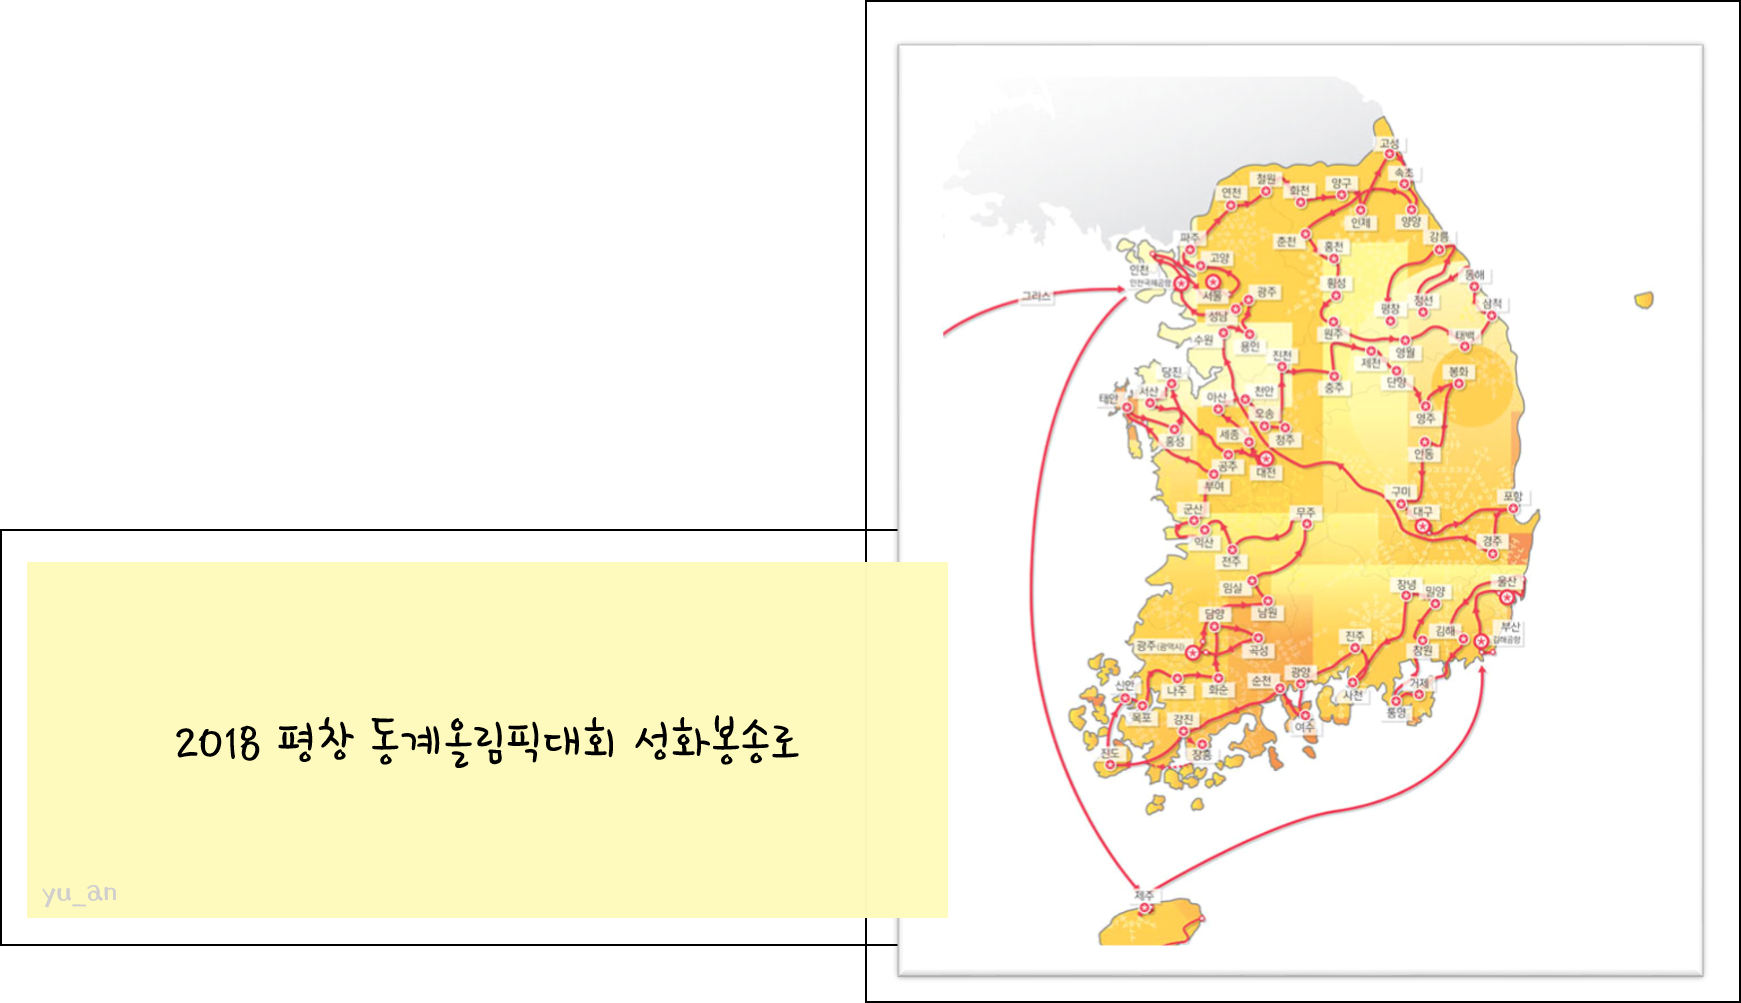 2018 평창 동계올림픽대회 성화봉송로
yu_an
고성
속초
철원
화천
양구
연천
인제
양양
파주
춘천
홍천
강릉
고양
인천
인천국제공항
서울
광주
횡성
동해
그리스
성남
평창
정선
삼척
수원
용인
원주
영월
태백
진천
제천
당진
충주
단양
봉화
태안
서산
아산
천안
영주
오송
홍성
세종
청주
안동
공주
대전
부여
구미
포항
군산
무주
대구
익산
전주
경주
임실
창녕
밀양
울산
담양
남원
광주(광역시)
곡성
진주
김해
부산
김해공항
창원
신안
나주
화순
순천
광양
사천
거제
목포
강진
여수
통영
진도
장흥
제주